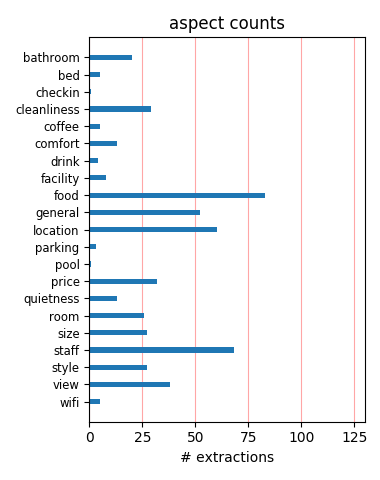 aspect counts
bathroom
bed
checkin
cleanliness
coffee
comfort
drink
facility
food
general
location
parking
pool
price
quietness
room
size
staff
style
view
wifi
0 25 50 75 100 125
# extractions